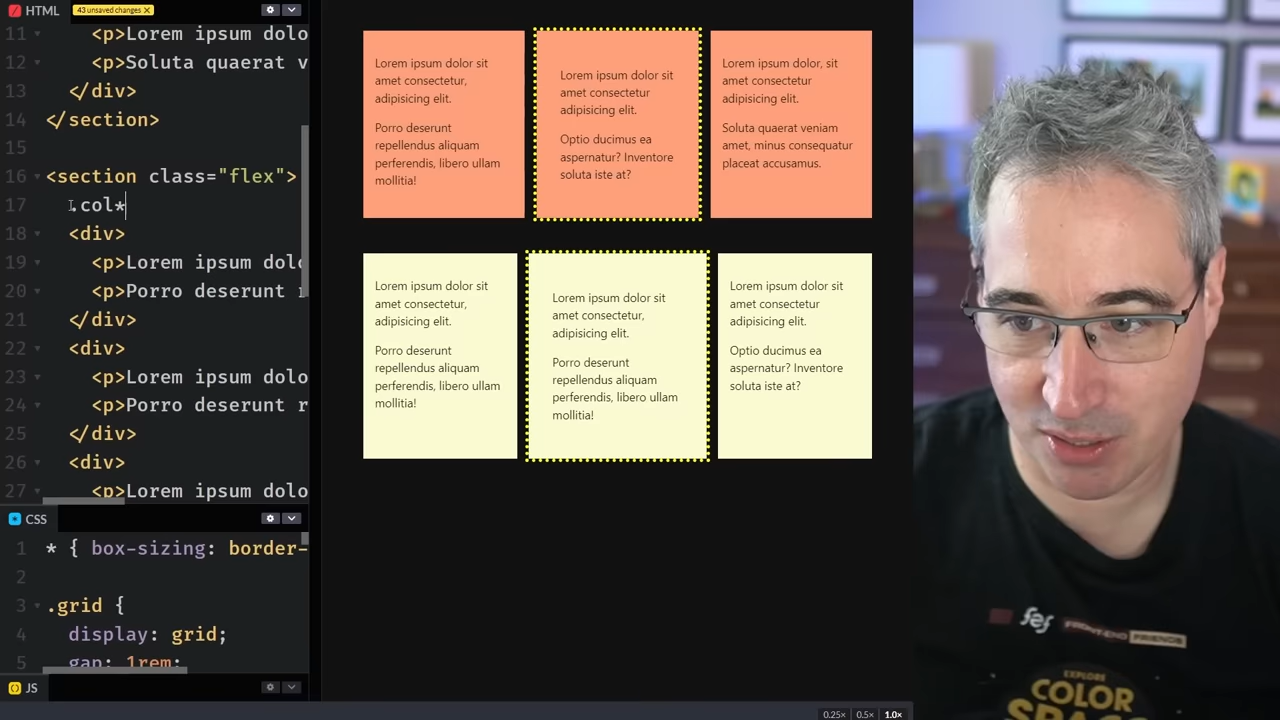 HTML
43 unsaved changes ×
11 <p>Lorem ipsum dolo
12 <p>Soluta quaerat v
13 </div>
14 </section>
15
16 <section class="flex">
17 .col*
18 <div>
19 <p>Lorem ipsum dolo
20 <p>Porro deserunt r
21 </div>
22 <div>
23 <p>Lorem ipsum dolo
24 <p>Porro deserunt r
25 </div>
26 <div>
27 <p>Lorem ipsum dolo
CSS
1 * { box-sizing: border-
2
3 .grid {
4 display: grid;
5 gap: 1rem;
JS
Lorem ipsum dolor sit
amet consectetur,
adipisicing elit.
Porro deserunt
repellendus aliquam
perferendis, libero ullam
mollitia!
Lorem ipsum dolor sit
amet consectetur
adipisicing elit.
Optio ducimus ea
aspernatur? Inventore
soluta iste at?
Lorem ipsum dolor, sit
amet consectetur
adipisicing elit.
Soluta quaerat veniam
amet, minus consequatur
placeat accusamus.
Lorem ipsum dolor sit
amet consectetur,
adipisicing elit.
Porro deserunt
repellendus aliquam
perferendis, libero ullam
mollitia!
Lorem ipsum dolor sit
amet consectetur,
adipisicing elit.
Porro deserunt
repellendus aliquam
perferendis, libero ullam
mollitia!
Lorem ipsum dolor sit
amet consectetur
adipisicing elit.
Optio ducimus ea
aspernatur? Inventore
soluta iste at?
0.25× 0.5× 1.0×
FRONT-END FRIENDS
EXPLORE
COLOR
SPACE